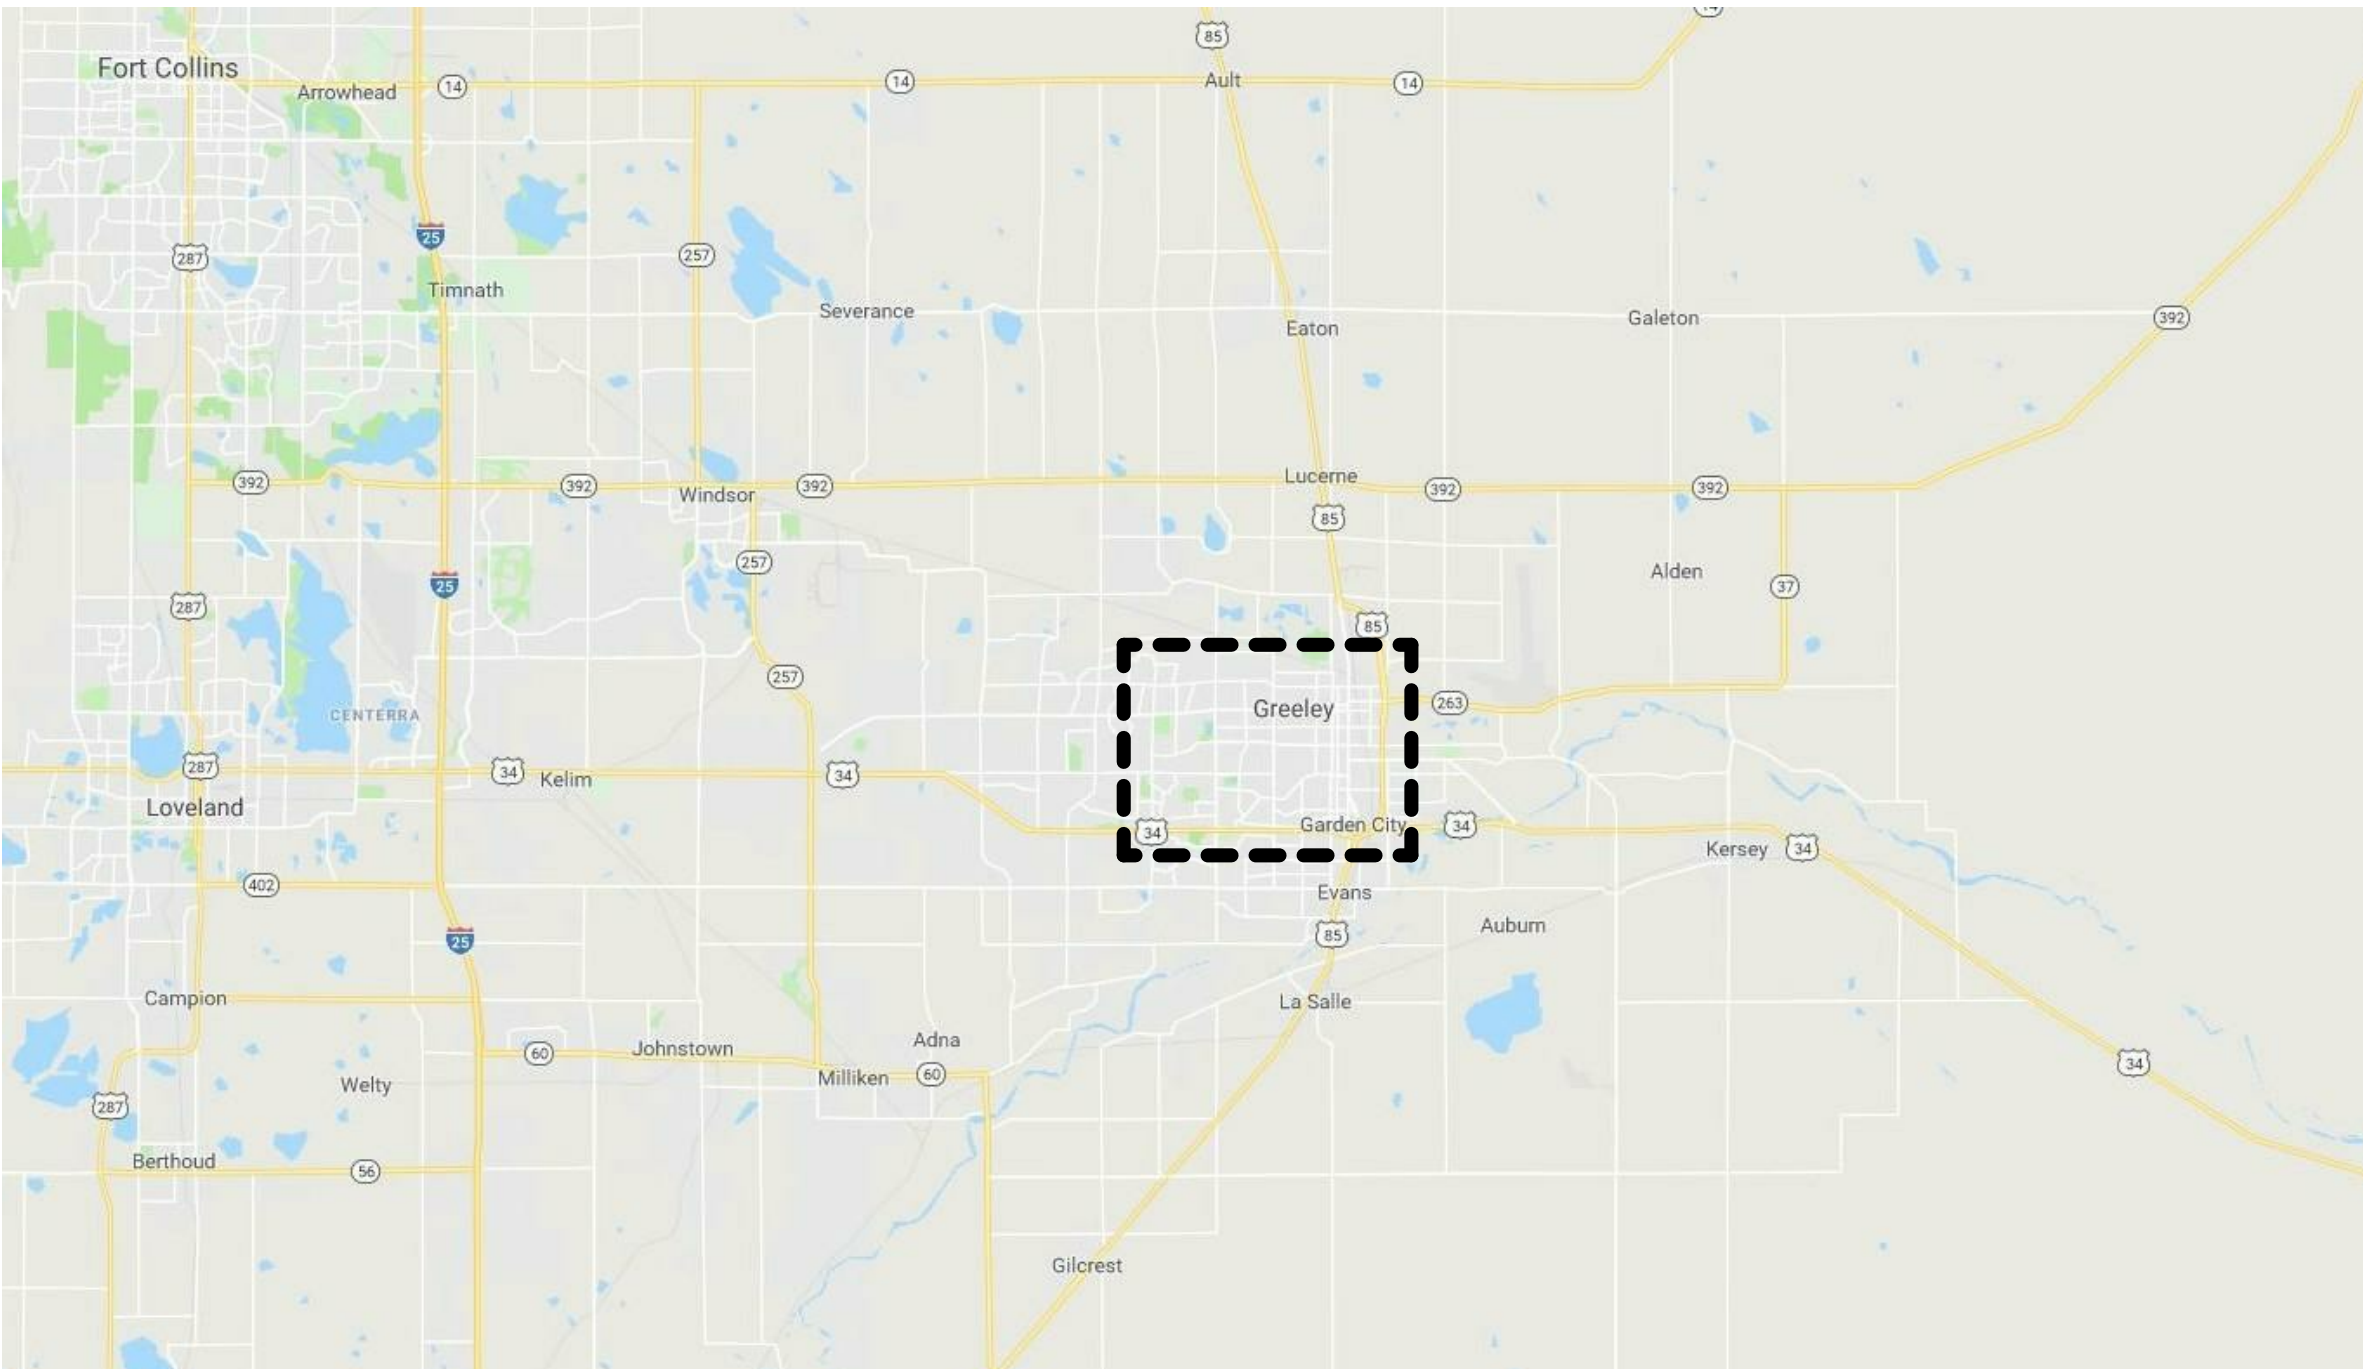 14
85
Fort Collins
Ault
14
14
14
Arrowhead
25
287
257
Timnath
Severance
Galeton
392
Eaton
Lucerne
392
392
392
Windsor
392
392
85
257
Alden
25
37
287
85
257
263
Greeley
CENTERRA
287
34
34
Kelim
Loveland
34
Garden City
34
Kersey
34
402
Evans
Auburn
25
85
Campion
La Salle
Adna
60
Johnstown
34
Milliken
60
Welty
287
Berthoud
56
Gilcrest